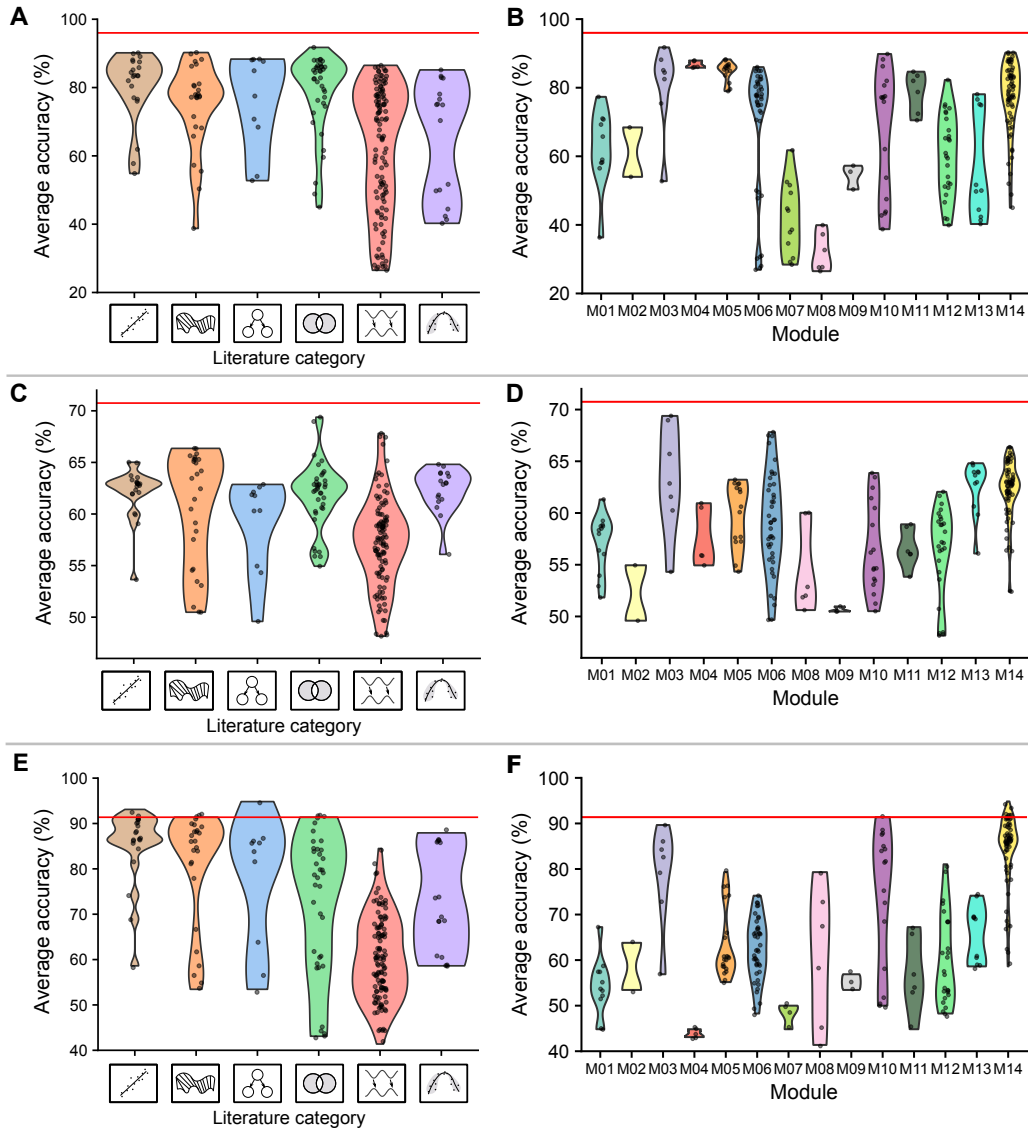 A
Average accuracy (%)
100
80
60
40
20
Literature category
B
Average accuracy (%)
100
80
60
40
20
M01 M02 M03 M04 M05 M06 M07 M08 M09 M10 M11 M12 M13 M14
Module
C
Average accuracy (%)
70
65
60
55
50
Literature category
D
Average accuracy (%)
70
65
60
55
50
M01 M02 M03 M04 M05 M06 M08 M09 M10 M11 M12 M13 M14
Module
E
Average accuracy (%)
100
90
80
70
60
50
40
Literature category
F
Average accuracy (%)
100
90
80
70
60
50
40
M01 M02 M03 M04 M05 M06 M07 M08 M09 M10 M11 M12 M13 M14
Module